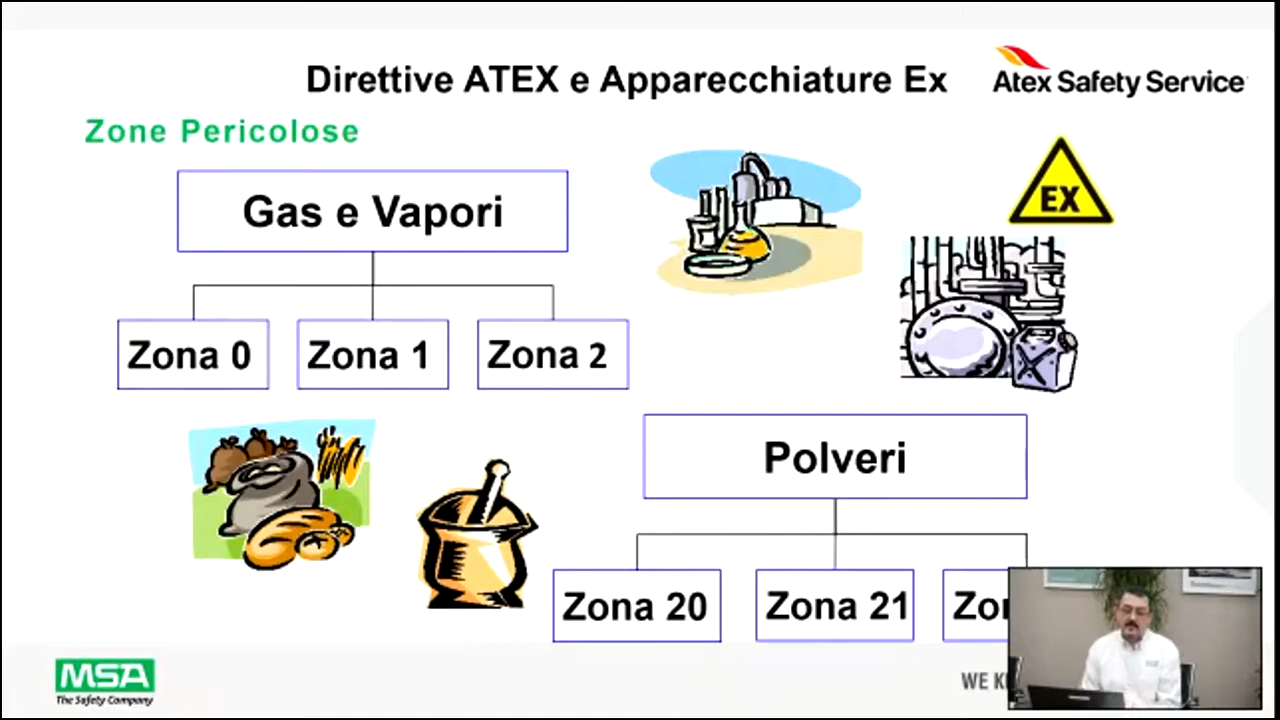 Direttive ATEX e Apparecchiature Ex
Atex Safety Service
Zone Pericolose
EX
Gas e Vapori
Zona 0
Zona 1
Zona 2
Polveri
Zona 20
Zona 21
MSA
The Safety Company
WE